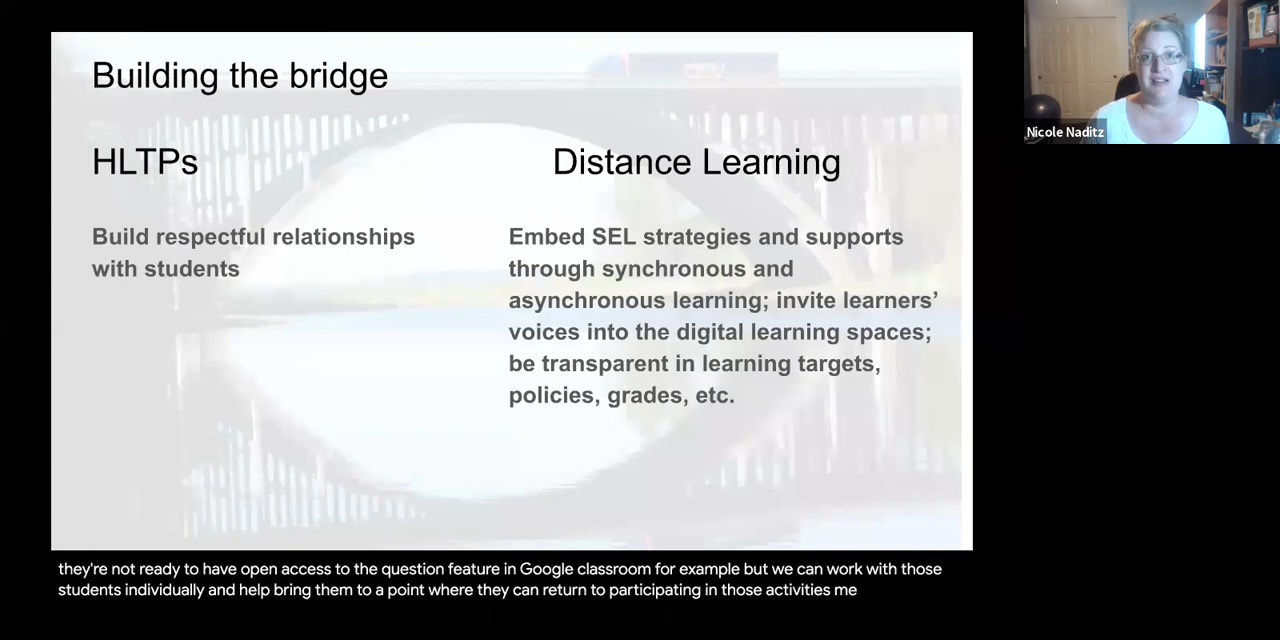 Building the bridge
HLTPs
Distance Learning
Build respectful relationships
with students
Embed SEL strategies and supports
through synchronous and
asynchronous learning; invite learners’
voices into the digital learning spaces;
be transparent in learning targets,
policies, grades, etc.
Nicole Naditz
they're not ready to have open access to the question feature in Google classroom for example but we can work with those
students individually and help bring them to a point where they can return to participating in those activities me